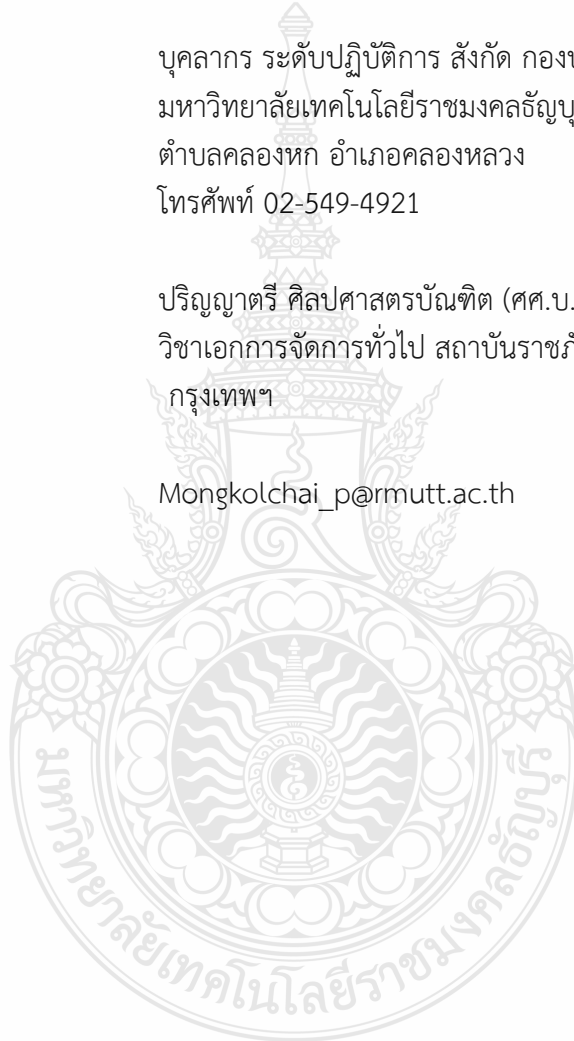 บุคลากร ระดับปฏิบัติการ สังกัด
มหาวิทยาลัยเทคโนโลยีราชมงคลธัญบุ
ตำบลคลองหก อำเภอคลองหลวง
โทรศัพท์ 02-549-4921
ปริญญาตรี ศิลปศาสตรบัณฑิต (ศศ.บ.
วิชาเอกการจัดการทั่วไป สถาบันราชภั
กรุงเทพฯ
Mongkolchai_p@rmutt.ac.th
มหาวิทยาลัยเทคโนโลยีราชมงคลธัญบุรี